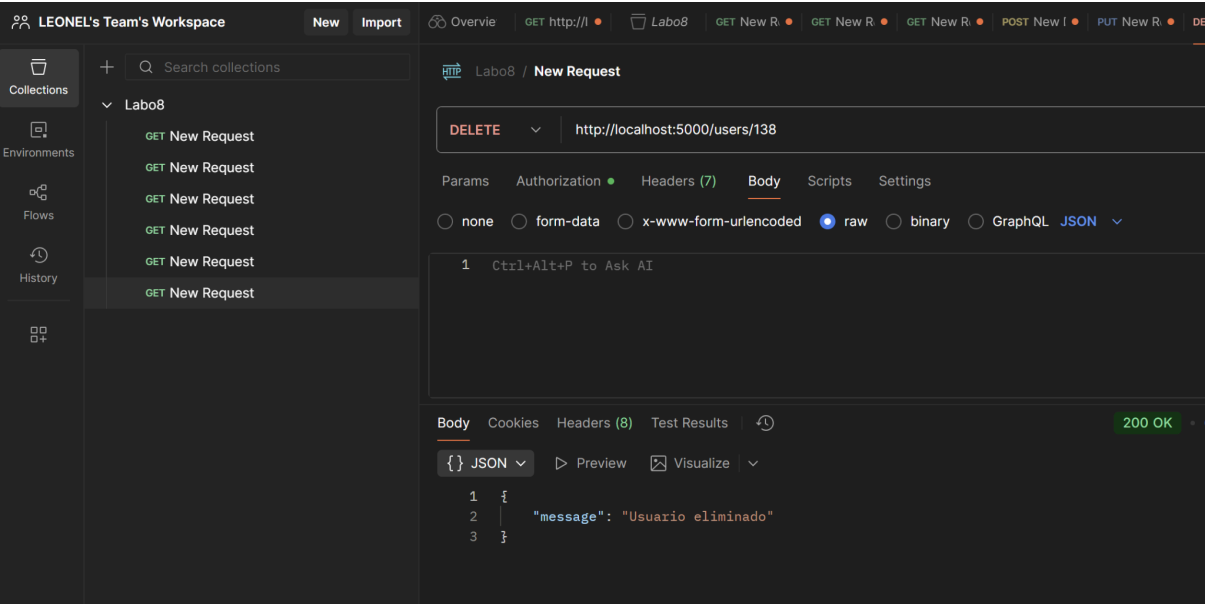 LEONEL's Team's Workspace New Import
Overvie GET http://l Labo8 GET New R GET New R GET New R POST New PUT New R DE
Collections
Environments
Flows
History
Search collections
Labo8
GET New Request
GET New Request
GET New Request
GET New Request
GET New Request
GET New Request
HTTP Labo8 / New Request
DELETE http://localhost:5000/users/138
Params Authorization Headers (7) Body Scripts Settings
none form-data x-www-form-urlencoded raw binary GraphQL JSON
1 Ctrl+Alt+P to Ask AI
Body Cookies Headers (8) Test Results 200 OK
{} JSON Preview Visualize
1 {
2 "message": "Usuario eliminado"
3 }